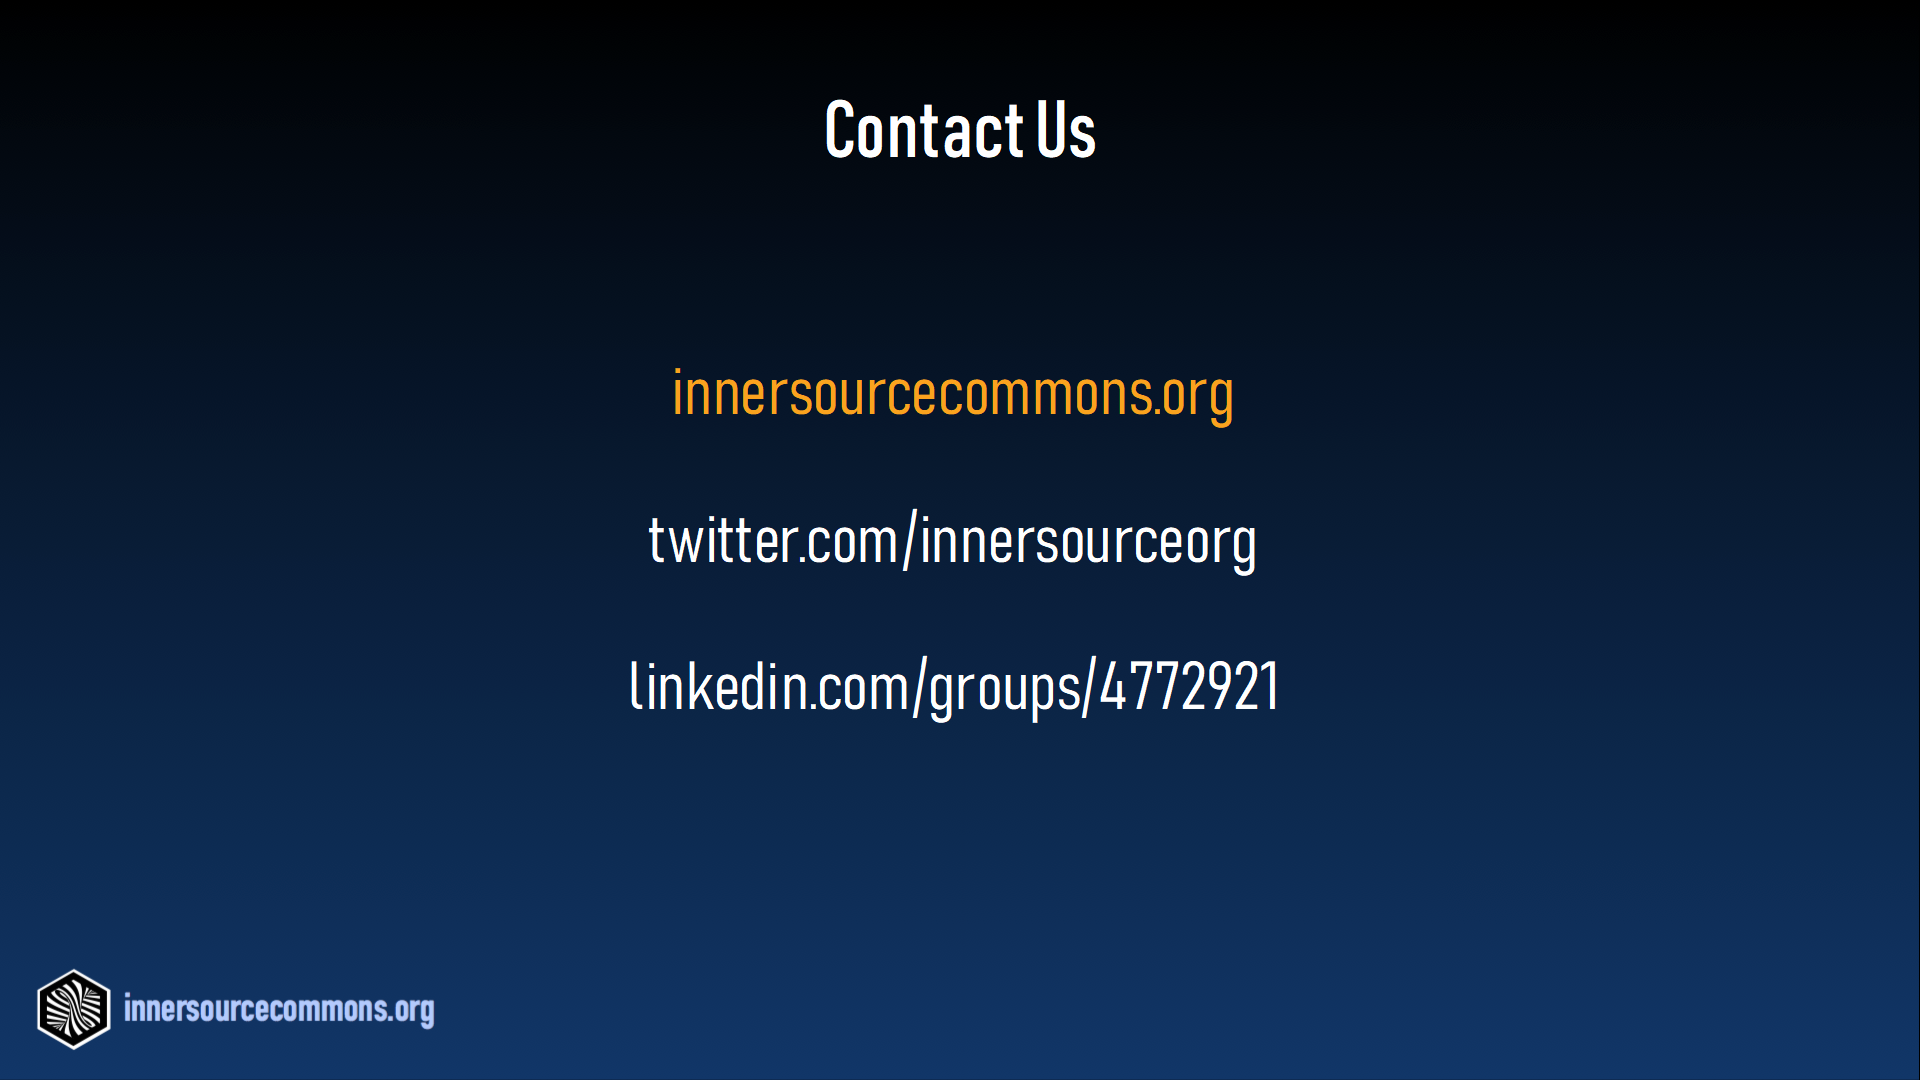 Contact Us
innersourcecommons.org
twitter.com/innersourceorg
linkedin.com/groups/4772921
innersourcecommons.org